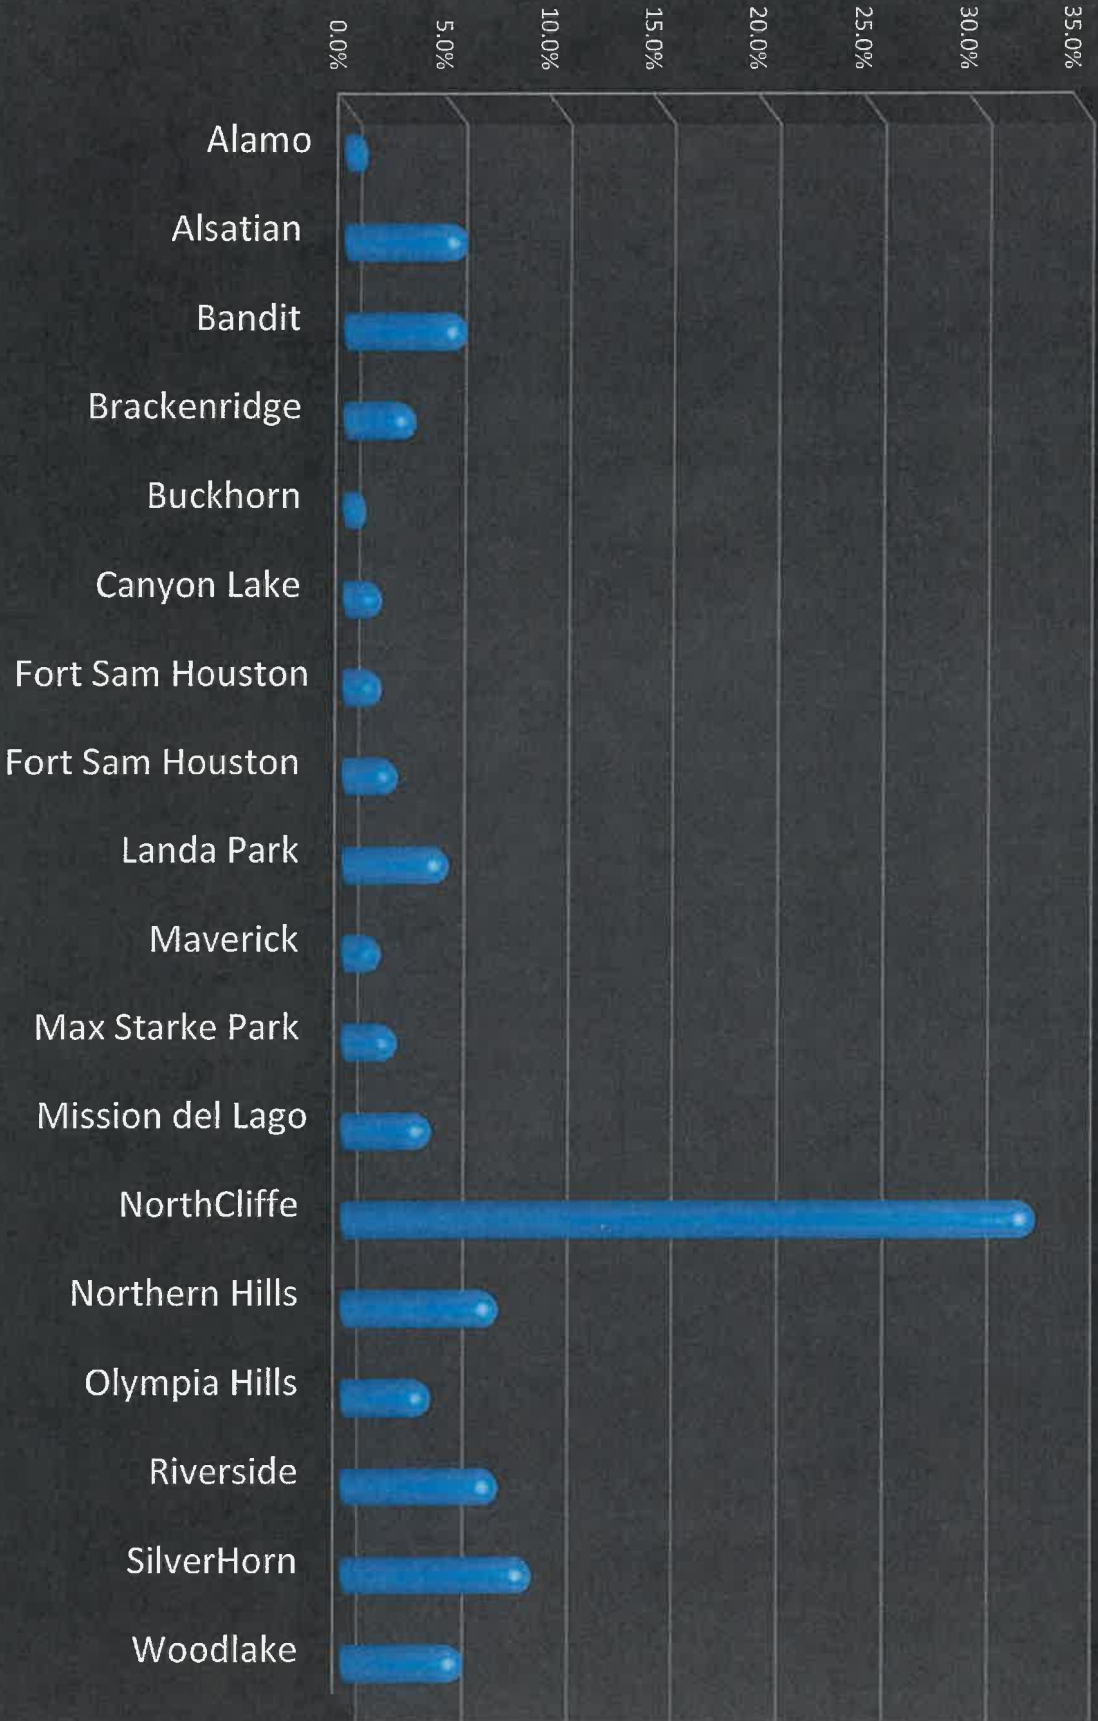 0.0%
5.0%
10.0%
15.0%
20.0%
25.0%
30.0%
35.0%
Alamo
Alsatian
Bandit
Brackenridge
Buckhorn
Canyon Lake
Fort Sam Houston
Fort Sam Houston
Landa Park
Maverick
Max Starke Park
Mission del Lago
NorthCliffe
Northern Hills
Olympia Hills
Riverside
SilverHorn
Woodlake